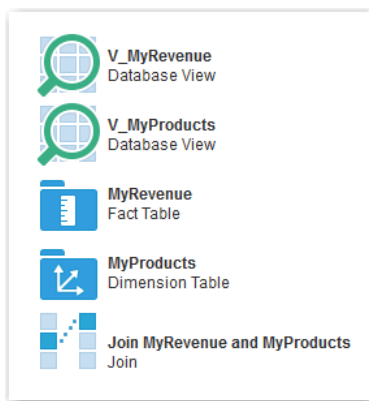 V_MyRevenue
Database View
V_MyProducts
Database View
MyRevenue
Fact Table
MyProducts
Dimension Table
Join MyRevenue and MyProducts
Join